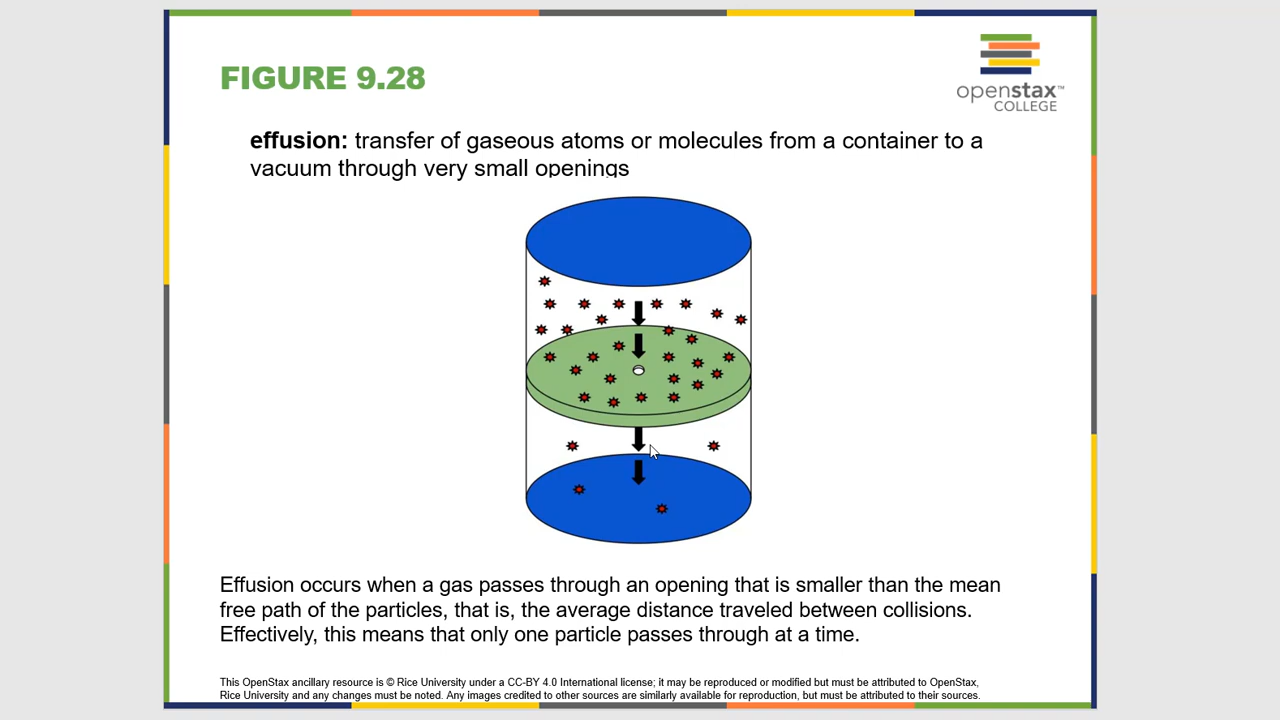 FIGURE 9.28
openstax™
COLLEGE
effusion: transfer of gaseous atoms or molecules from a container to a
vacuum through very small openings
Effusion occurs when a gas passes through an opening that is smaller than the mean
free path of the particles, that is, the average distance traveled between collisions.
Effectively, this means that only one particle passes through at a time.
This OpenStax ancillary resource is © Rice University under a CC-BY 4.0 International license; it may be reproduced or modified but must be attributed to OpenStax,
Rice University and any changes must be noted. Any images credited to other sources are similarly available for reproduction, but must be attributed to their sources.